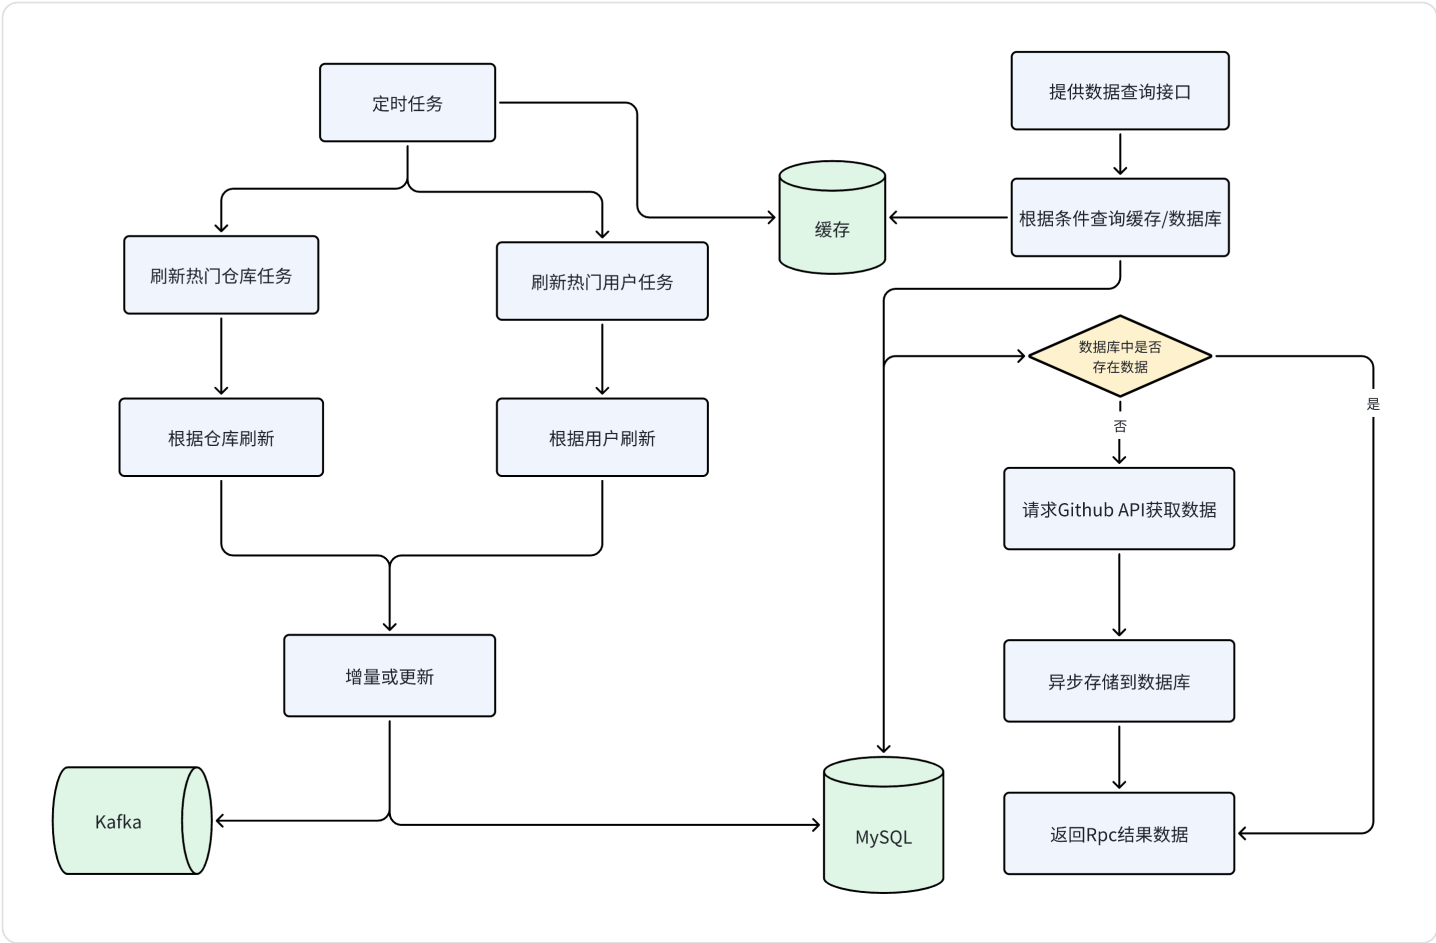 定时任务
提供数据查询接口
根据条件查询缓存/数据库
缓存
刷新热门仓库任务
刷新热门用户任务
数据库中是否
存在数据
是
否
根据仓库刷新
根据用户刷新
请求Github API获取数据
增量或更新
异步存储到数据库
Kafka
MySQL
返回Rpc结果数据